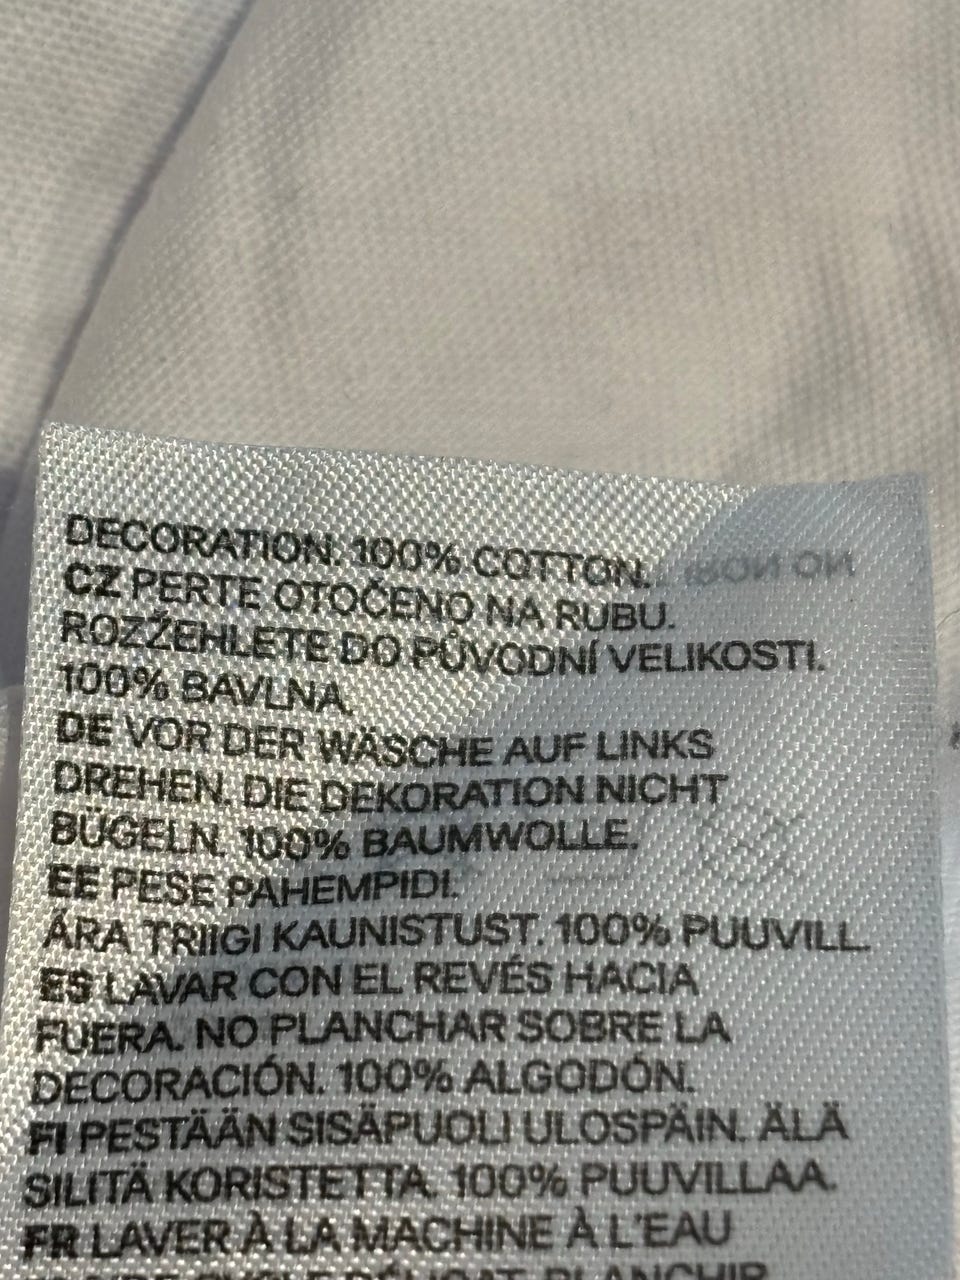 DECORATION. 100% COTTON.
CZ PERTE OTOČENO NA RUBU.
ROZŽEHLETE DO PŮVODNÍ VELIKOSTI.
100% BAVLNA.
DE VOR DER WÄSCHE AUF LINKS
DREHEN. DIE DEKORATION NICHT
BÜGELN. 100% BAUMWOLLE.
EE PESE PAHEMPIDI.
ÄRA TRIIGI KAUNISTUST. 100% PUUVILL.
ES LAVAR CON EL REVÉS HACIA
FUERA. NO PLANCHAR SOBRE LA
DECORACIÓN. 100% ALGODÓN.
FI PESTÄÄN SISÄPUOLI ULOSPÄIN. ÄLÄ
SILITÄ KORISTETTA. 100% PUUVILLAA.
FR LAVER À LA MACHINE À L'EAU
DÉLICAT. PLANCHIR